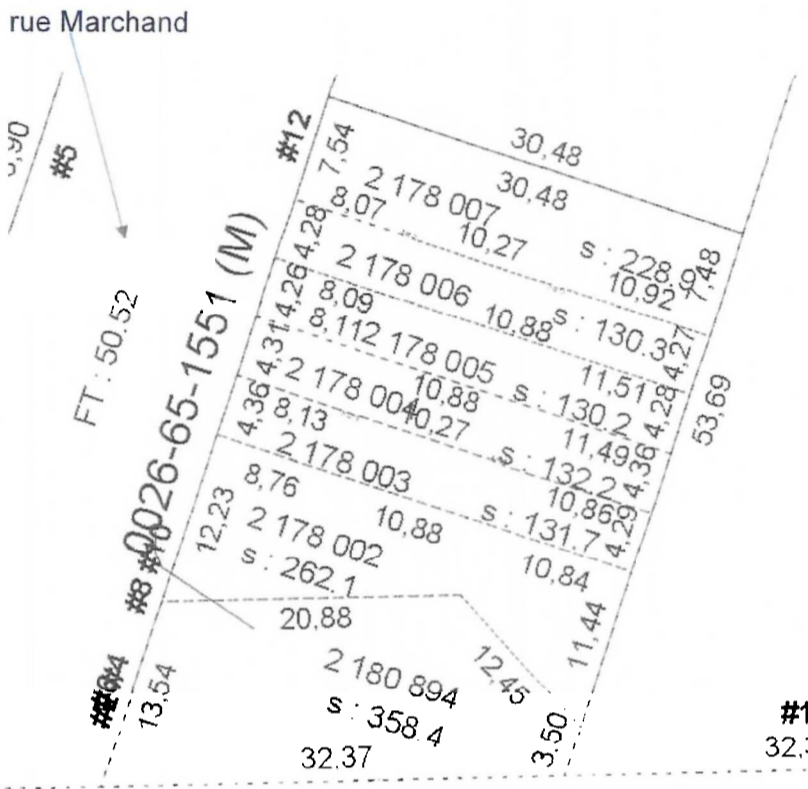 rue Marchand
,90
#5
#12
7,54
30,48
30,48
2 178 007
8,07
10,27
s : 228.9
10,92
7,48
4,28
2 178 006
10,88
s : 130.3
4,27
4,26
8,09
8,11
2 178 005
11,51
10,88
s : 130.2
4,28
53,69
4,31
2 178 004
10,27
11,49
s : 132.2
4,36
4,36
8,13
10,86
2 178 003
s : 131.7
4,29
8,76
10,88
10,84
12,23
2 178 002
s : 262.1
FT : 50.52
0026-65-1551 (M)
#10
#8
20,88
12,45
11,44
#4
13,54
2 180 894
s : 358.4
3.50
32.37
#1
32,